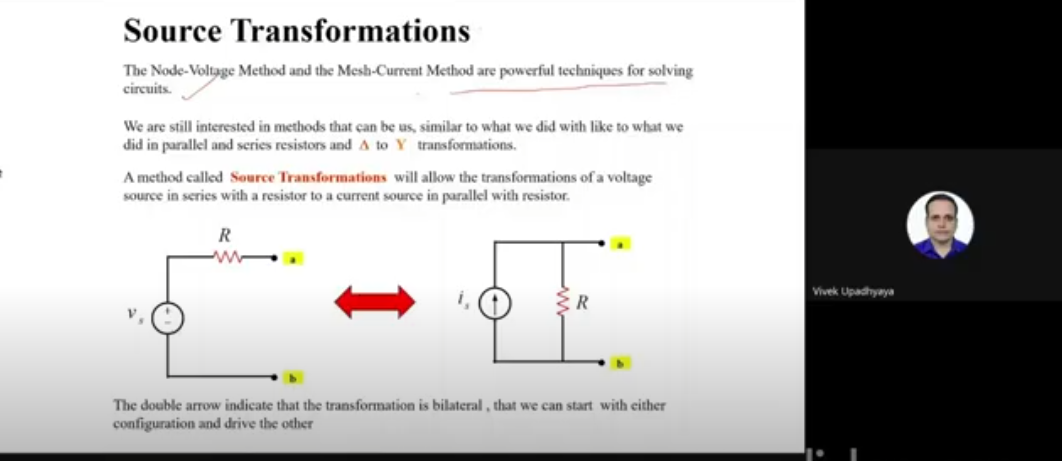 Source Transformations
The Node-Voltage Method and the Mesh-Current Method are powerful techniques for solving
circuits.
We are still interested in methods that can be us, similar to what we did with like to what we
did in parallel and series resistors and Δ to Y transformations.
A method called Source Transformations will allow the transformations of a voltage
source in series with a resistor to a current source in parallel with resistor.
R
a
v s
+
−
b
i s
R
a
b
The double arrow indicate that the transformation is bilateral , that we can start with either
configuration and drive the other
Vivek Upadhyaya